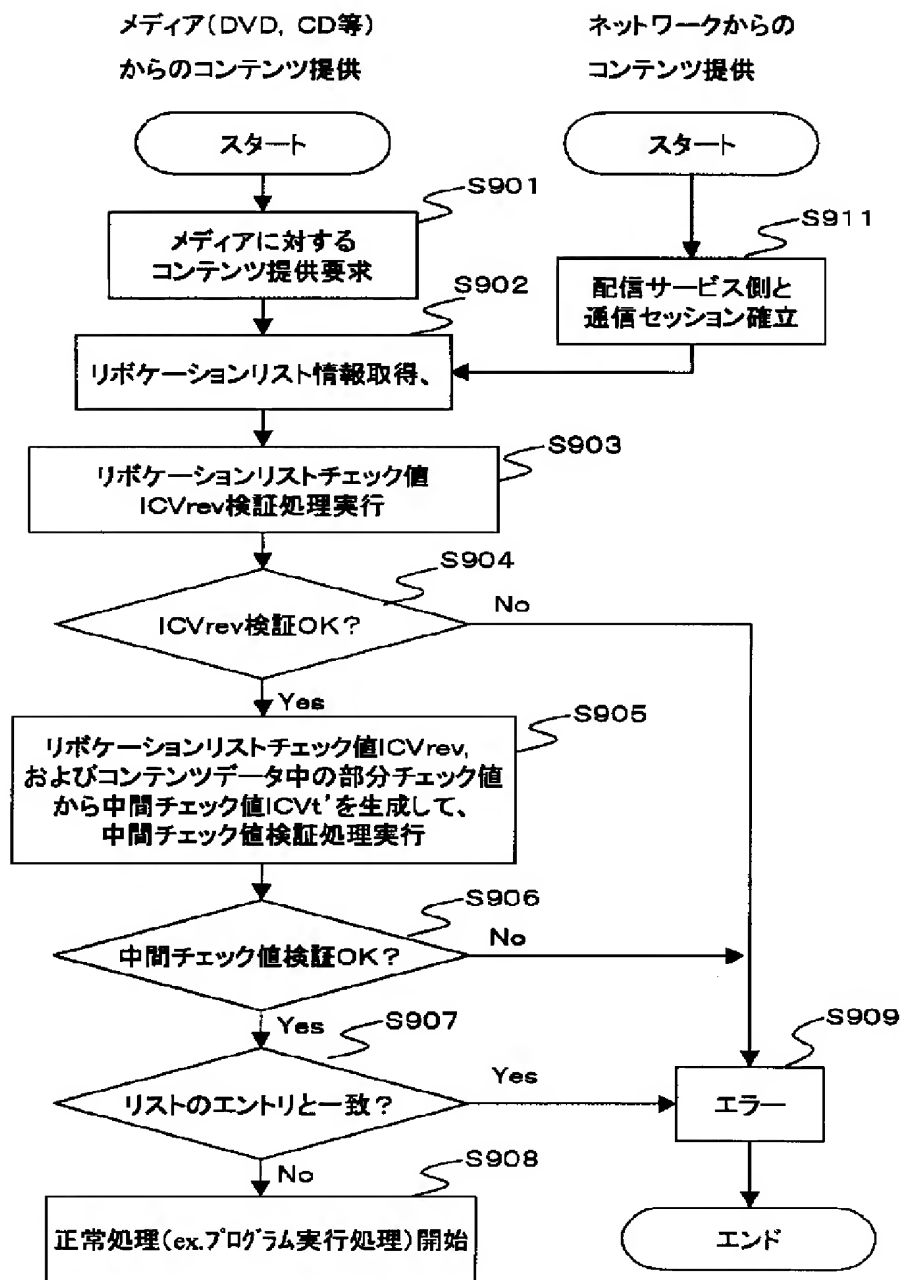 メディア(DVD, CD等)
からのコンテンツ提供
ネットワークからの
コンテンツ提供
スタート
スタート
S901
メディアに対する
コンテンツ提供要求
S911
配信サービス側と
通信セッション確立
S902
リボケーションリスト情報取得、
S903
リボケーションリストチェック値
ICVrev検証処理実行
S904
ICVrev検証OK?
No
Yes
S905
リボケーションリストチェック値ICVrev,
およびコンテンツデータ中の部分チェック値
から中間チェック値ICVt'を生成して、
中間チェック値検証処理実行
S906
中間チェック値検証OK?
No
Yes
S907
リストのエントリと一致?
Yes
S909
エラー
No
S908
正常処理(ex.プログラム実行処理)開始
エンド